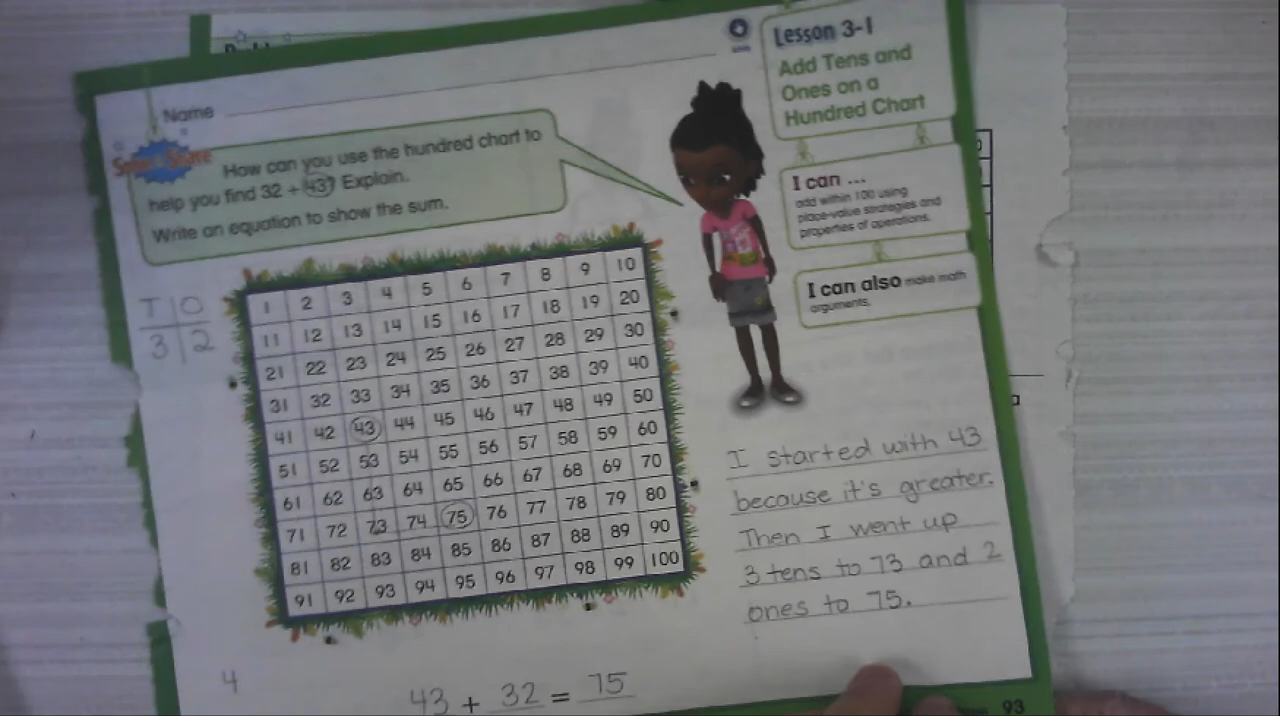 Lesson 3-1
Add Tens and
Ones on a
Hundred Chart
Name
Solve & Share
How can you use the hundred chart to
help you find 32 + 43? Explain.
Write an equation to show the sum.
I can ...
add within 100 using
place-value strategies and
properties of operations.
I can also make math
arguments.
T O
3 2
1 2 3 4 5 6 7 8 9 10
11 12 13 14 15 16 17 18 19 20
21 22 23 24 25 26 27 28 29 30
31 32 33 34 35 36 37 38 39 40
41 42 43 44 45 46 47 48 49 50
51 52 53 54 55 56 57 58 59 60
61 62 63 64 65 66 67 68 69 70
71 72 73 74 75 76 77 78 79 80
81 82 83 84 85 86 87 88 89 90
91 92 93 94 95 96 97 98 99 100
I started with 43
because it's greater.
Then I went up
3 tens to 73 and 2
ones to 75.
4
43 + 32 = 75
93